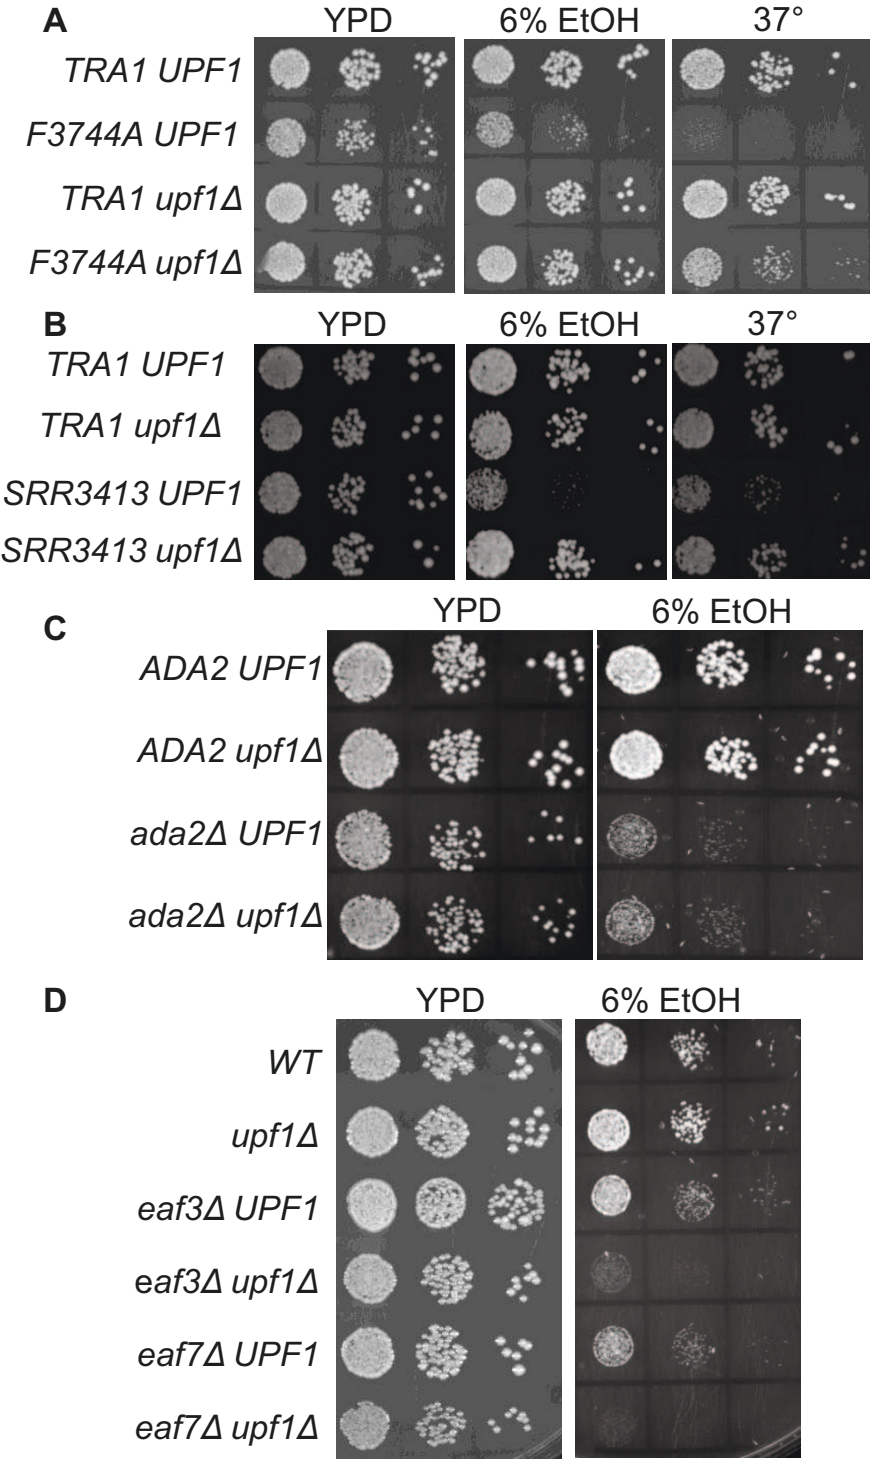 A
YPD 6% EtOH 37°
TRA1 UPF1
F3744A UPF1
TRA1 upf1Δ
F3744A upf1Δ
B
YPD 6% EtOH 37°
TRA1 UPF1
TRA1 upf1Δ
SRR3413 UPF1
SRR3413 upf1Δ
C
YPD 6% EtOH
ADA2 UPF1
ADA2 upf1Δ
ada2Δ UPF1
ada2Δ upf1Δ
D
YPD 6% EtOH
WT
upf1Δ
eaf3Δ UPF1
eaf3Δ upf1Δ
eaf7Δ UPF1
eaf7Δ upf1Δ